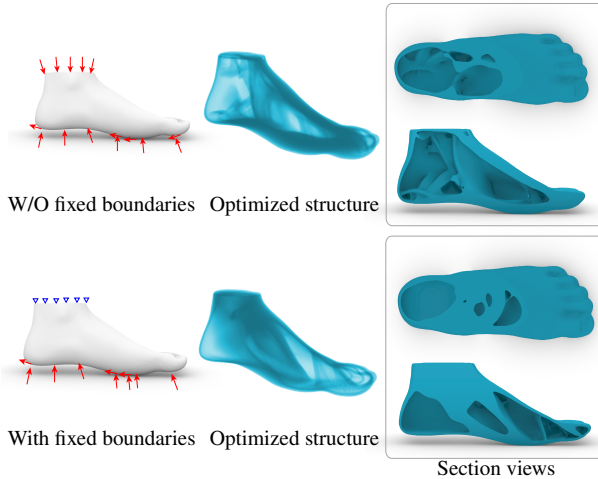 W/O fixed boundaries
Optimized structure
With fixed boundaries
Optimized structure
Section views